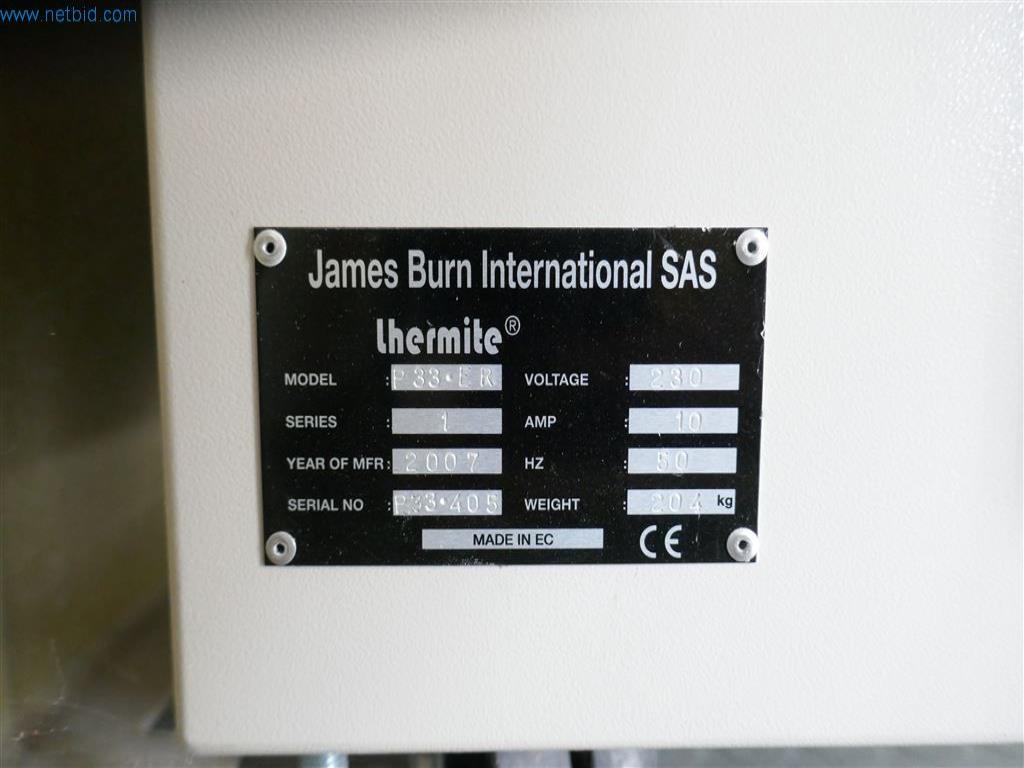 www.netbid.com
James Burn International SAS
lhermite®
MODEL : P33·ER VOLTAGE : 230
SERIES : 1 AMP : 10
YEAR OF MFR : 2007 HZ : 50
SERIAL NO : P33·405 WEIGHT : 204 kg
MADE IN EC CE